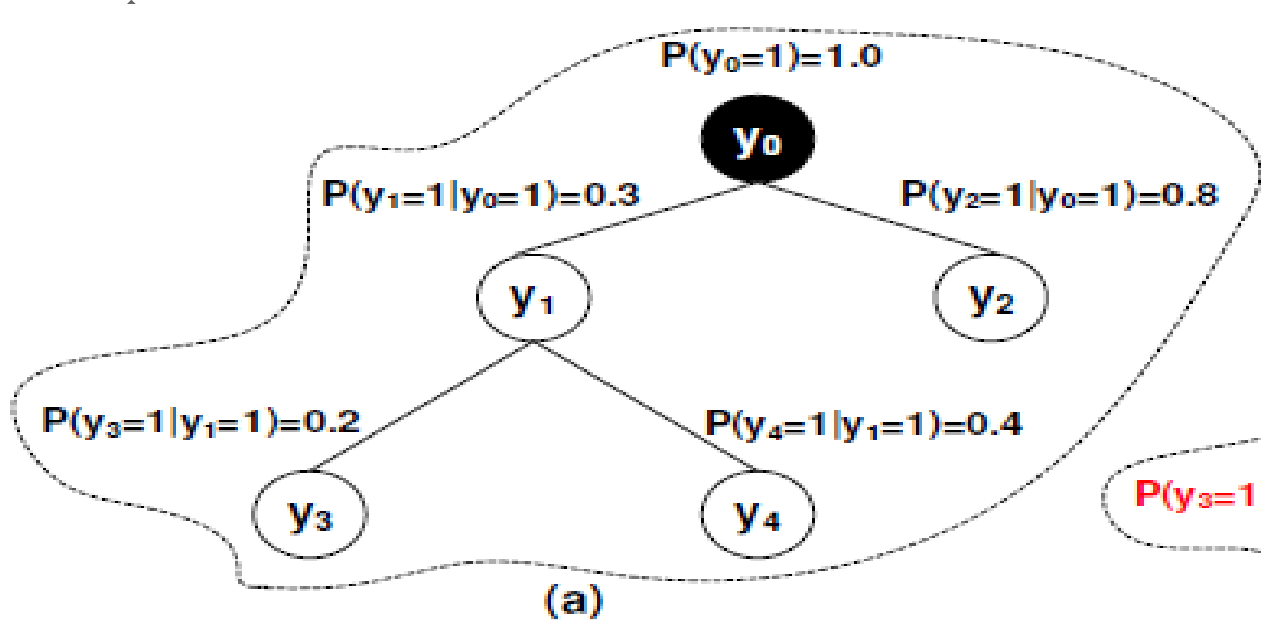 P(y₀=1)=1.0
y₀
P(y₁=1|y₀=1)=0.3
P(y₂=1|y₀=1)=0.8
y₁
y₂
P(y₃=1|y₁=1)=0.2
P(y₄=1|y₁=1)=0.4
y₃
y₄
P(y₃=1
(a)